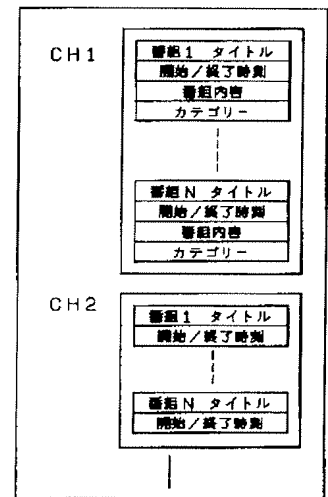 CH1
番組1 タイトル
開始/終了時刻
番組内容
カテゴリー
番組N タイトル
開始/終了時刻
番組内容
カテゴリー
CH2
番組1 タイトル
開始/終了時刻
番組N タイトル
開始/終了時刻